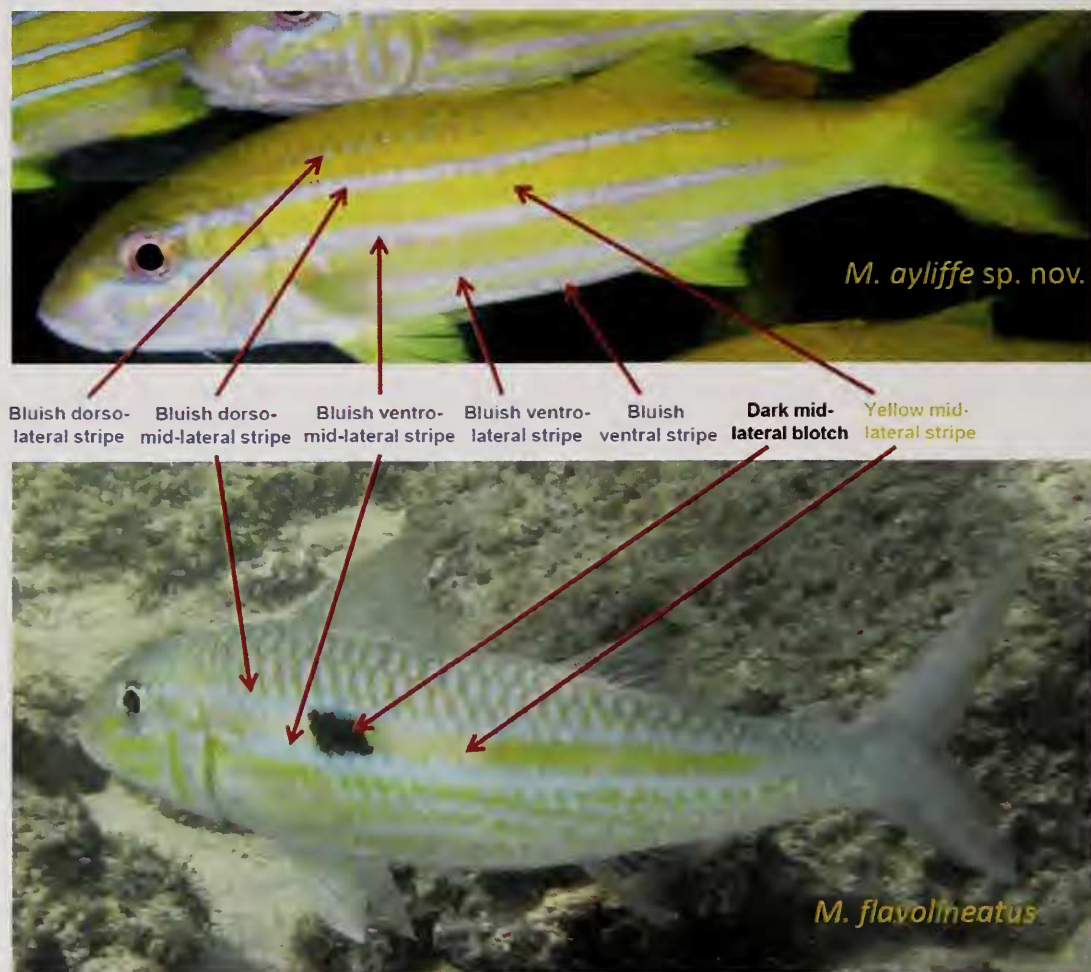 M. ayliffe sp. nov.
Bluish dorso-
lateral stripe
Bluish dorso-
mid-lateral stripe
Bluish ventro-
mid-lateral stripe
Bluish ventro-
lateral stripe
Bluish
ventral stripe
Dark mid-
lateral blotch
Yellow mid-
lateral stripe
M. flavolineatus